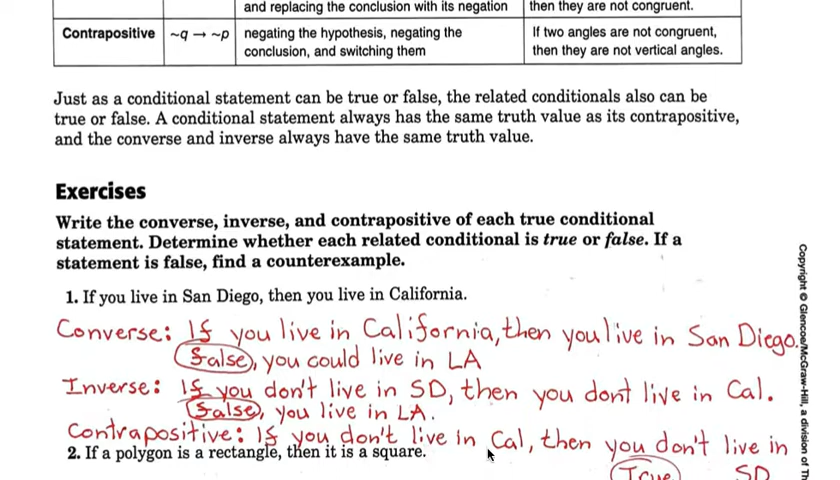 and replacing the conclusion with its negation then they are not congruent.
Contrapositive ~q → ~p negating the hypothesis, negating the conclusion, and switching them If two angles are not congruent, then they are not vertical angles.
Just as a conditional statement can be true or false, the related conditionals also can be
true or false. A conditional statement always has the same truth value as its contrapositive,
and the converse and inverse always have the same truth value.
Exercises
Write the converse, inverse, and contrapositive of each true conditional
statement. Determine whether each related conditional is true or false. If a
statement is false, find a counterexample.
1. If you live in San Diego, then you live in California.
Converse: If you live in California, then you live in San Diego.
False, you could live in LA
Inverse: If you don't live in SD, then you dont live in Cal.
False, you live in LA.
Contrapositive: If you don't live in Cal, then you don't live in
SD
True
2. If a polygon is a rectangle, then it is a square.
Copyright © Glencoe/McGraw-Hill, a division of